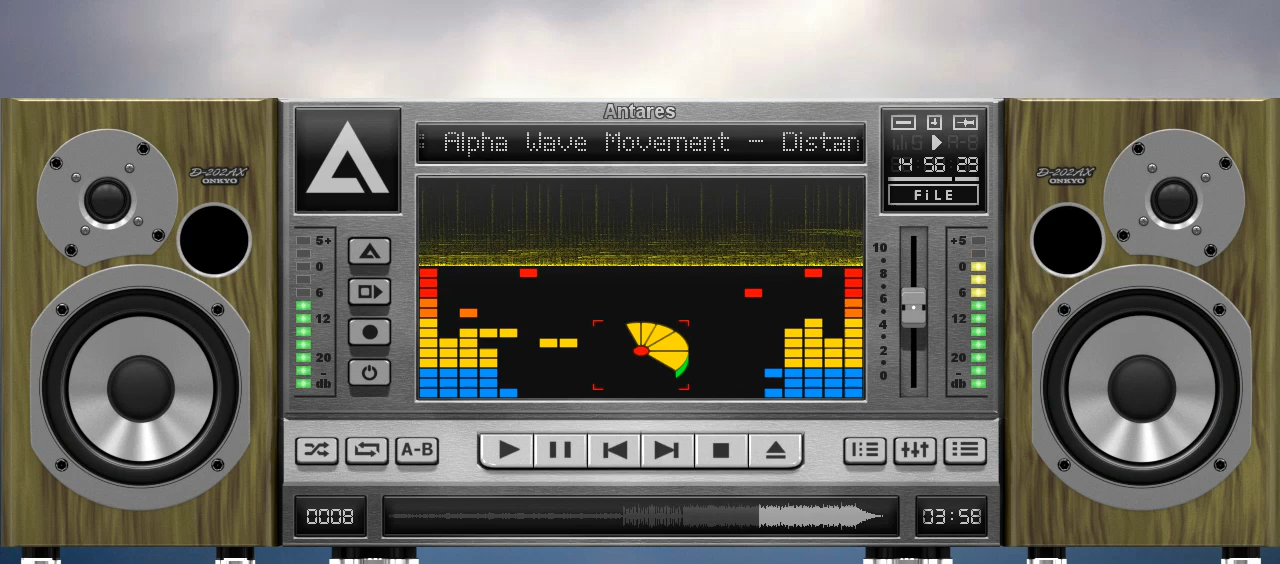 Antares
Alpha Wave Movement - Distan
A-B
14 56 29
FiLE
D-202AX
ONKYO
D-202AX
ONKYO
5+
0
6
12
20
-
db
10
8
6
4
2
0
+5
0
6
12
20
-
db
A-B
0008
03:58